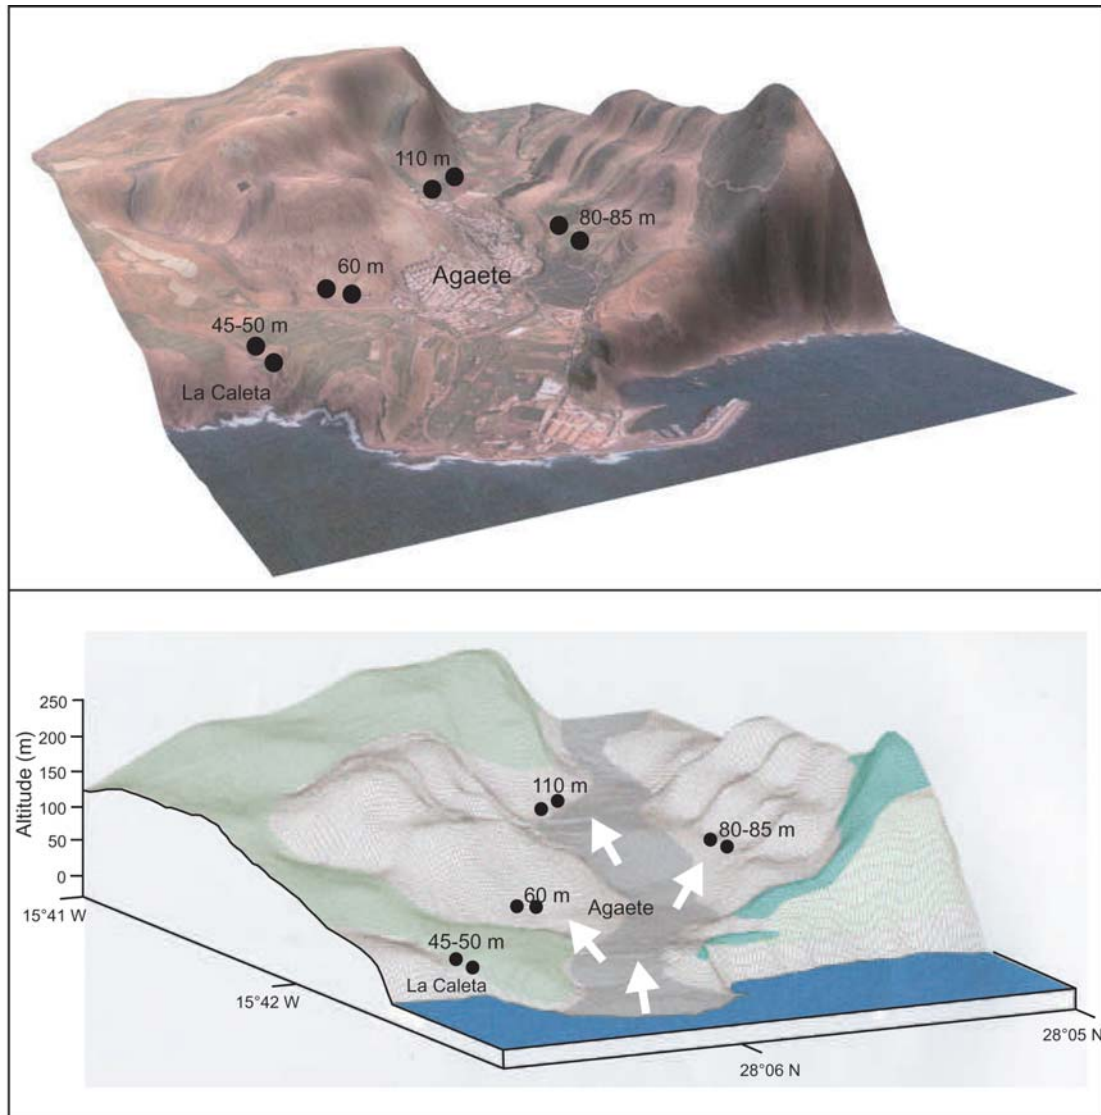 110 m
80-85 m
60 m
Agaete
45-50 m
La Caleta
250
200
150
100
50
0
Altitude (m)
110 m
80-85 m
60 m
Agaete
45-50 m
La Caleta
15°41 W
15°42 W
28°06 N
28°05 N